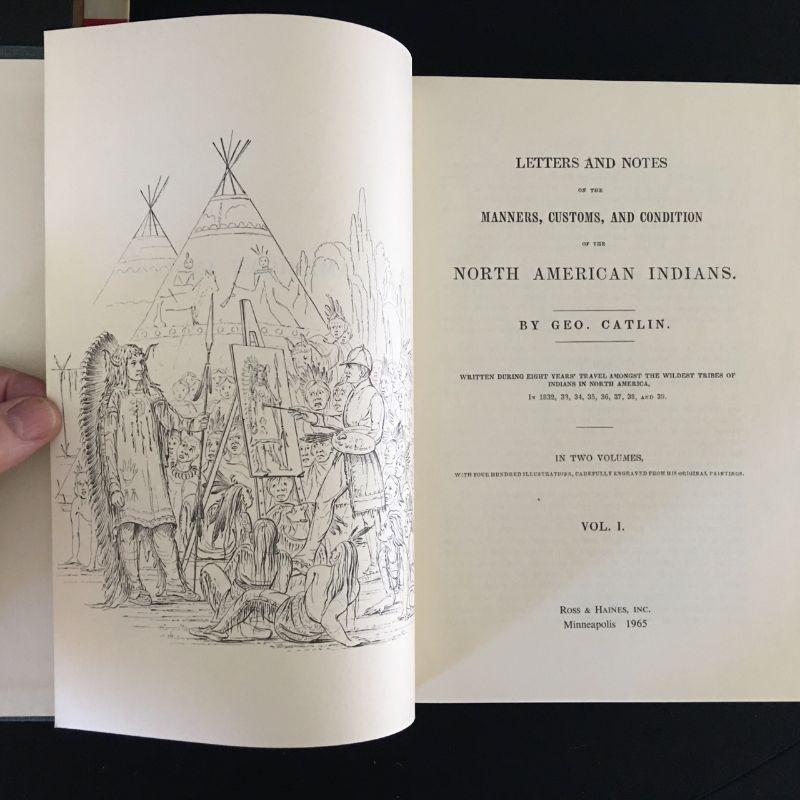 LETTERS AND NOTES
ON THE
MANNERS, CUSTOMS, AND CONDITION
OF THE
NORTH AMERICAN INDIANS.
BY GEO. CATLIN.
WRITTEN DURING EIGHT YEARS' TRAVEL AMONGST THE WILDEST TRIBES OF
INDIANS IN NORTH AMERICA,
IN 1832, 33, 34, 35, 36, 37, 38, AND 39.
IN TWO VOLUMES,
WITH FOUR HUNDRED ILLUSTRATIONS, CAREFULLY ENGRAVED FROM HIS ORIGINAL PAINTINGS.
VOL. I.
ROSS & HAINES, INC.
Minneapolis 1965